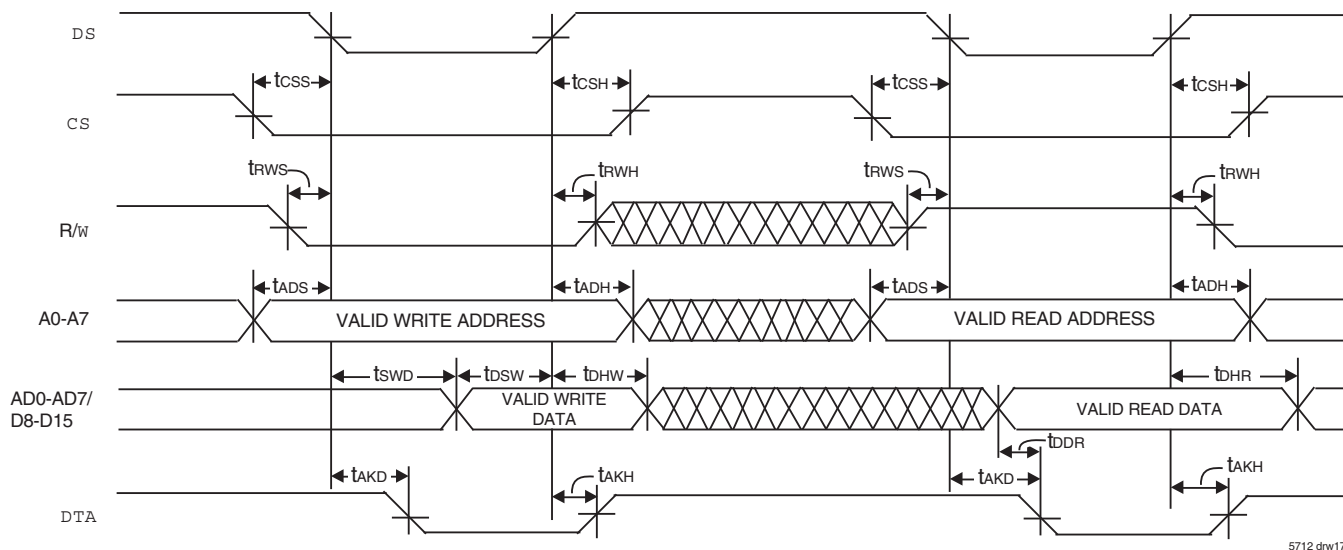 DS
tCSS tCSH tCSS tCSH
CS
tRWS tRWH tRWS tRWH
R/W
tADS tADH tADS tADH
A0-A7 VALID WRITE ADDRESS VALID READ ADDRESS
tSWD tDSW tDHW tDHR
AD0-AD7/
D8-D15
VALID WRITE
DATA
VALID READ DATA
tDDR
tAKD tAKH tAKD tAKH
DTA
5712 drw17